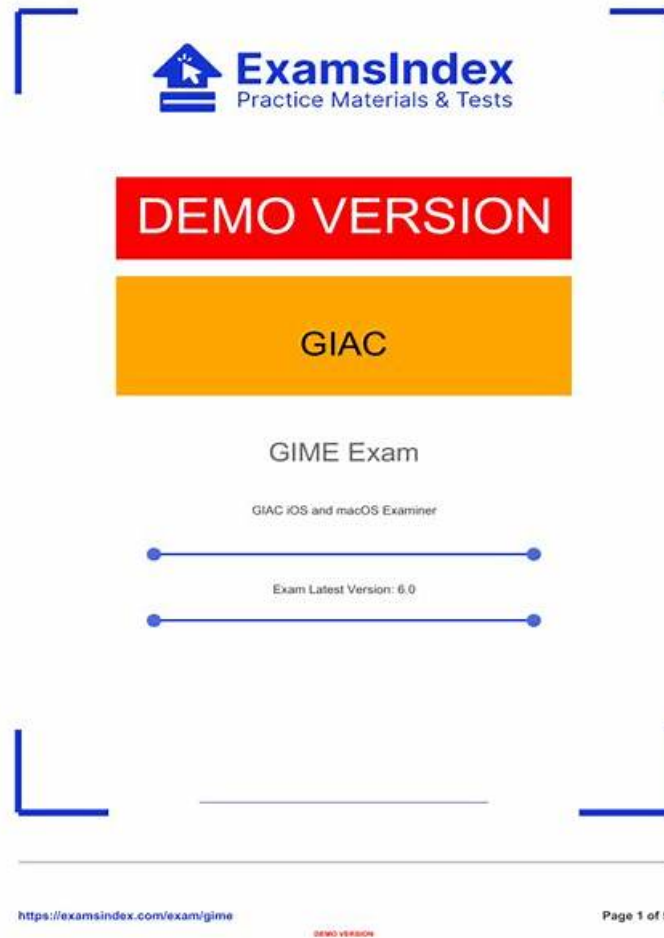 ExamsIndex
Practice Materials & Tests
DEMO VERSION
GIAC
GIME Exam
GIAC iOS and macOS Examiner
Exam Latest Version: 6.0
https://examsindex.com/exam/gime
Page 1 of
DEMO VERSION